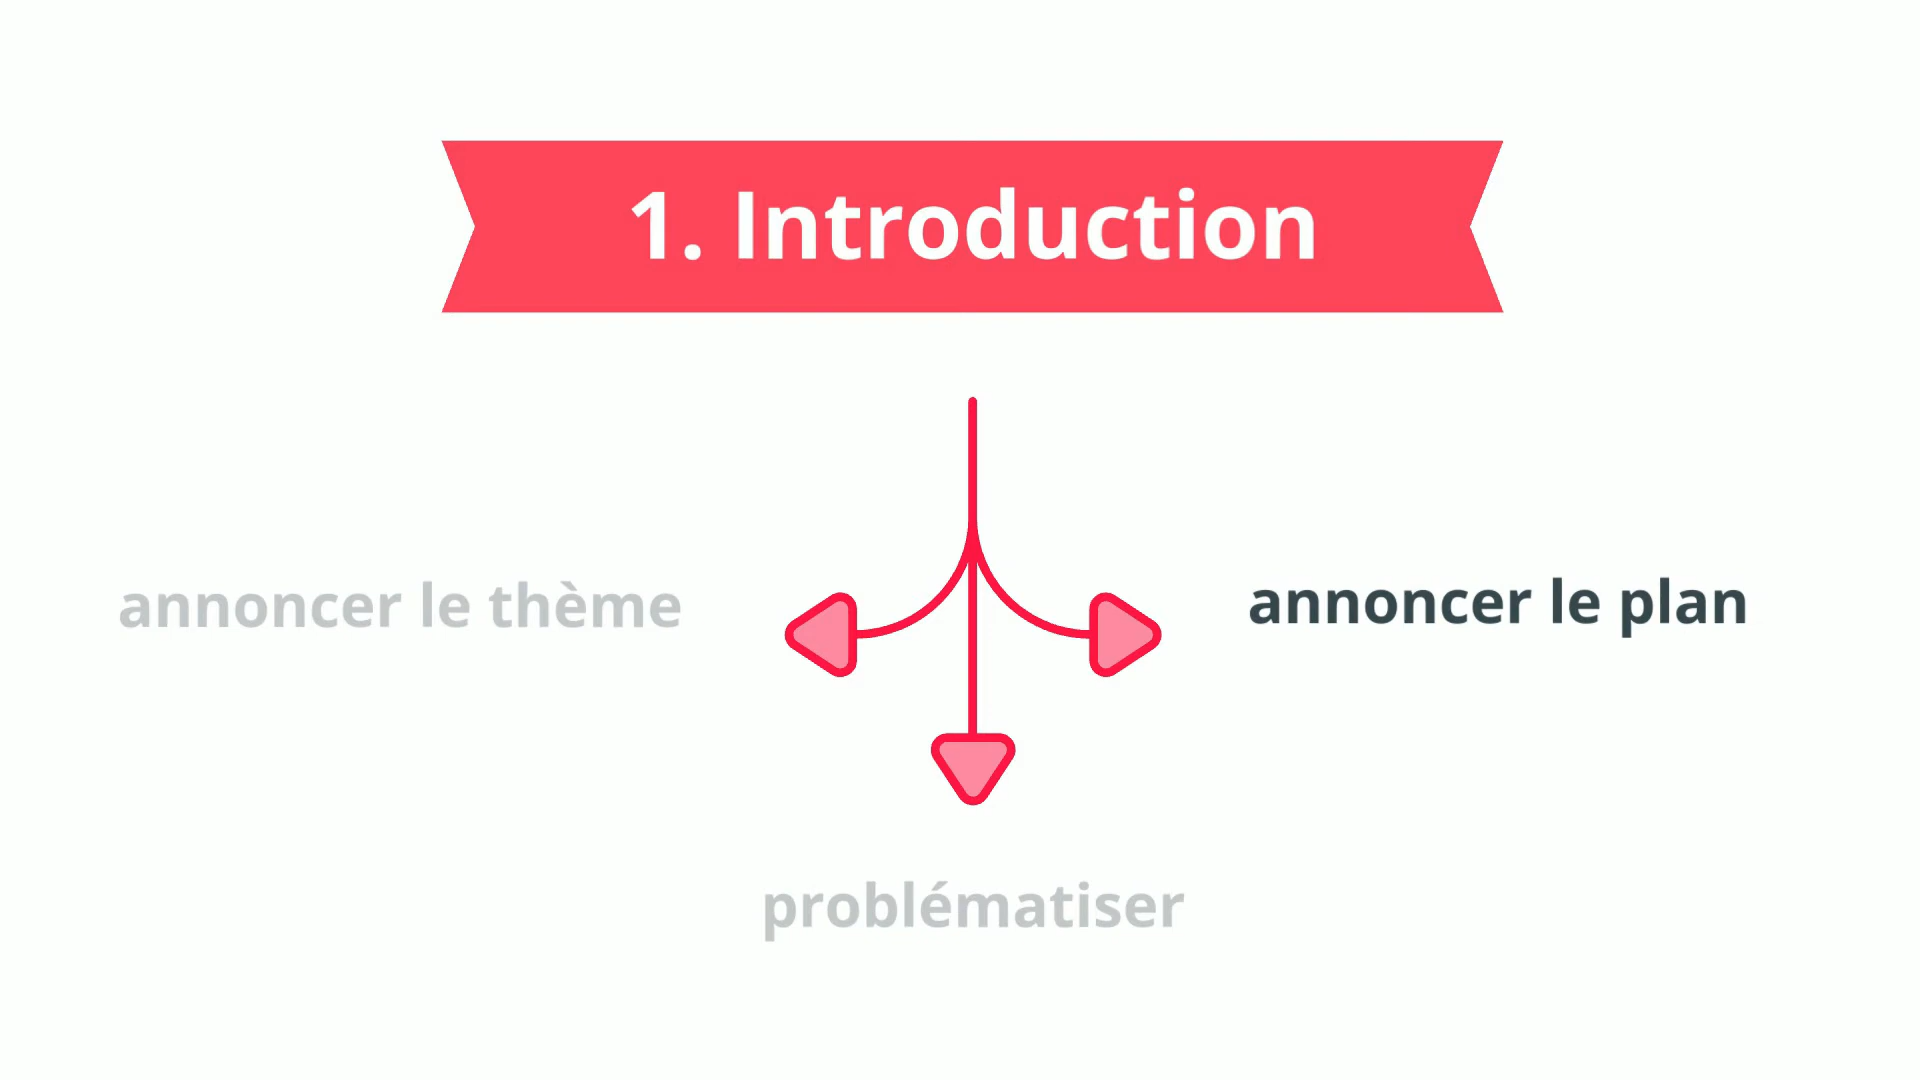 1. Introduction
annoncer le thème
annoncer le plan
problématiser